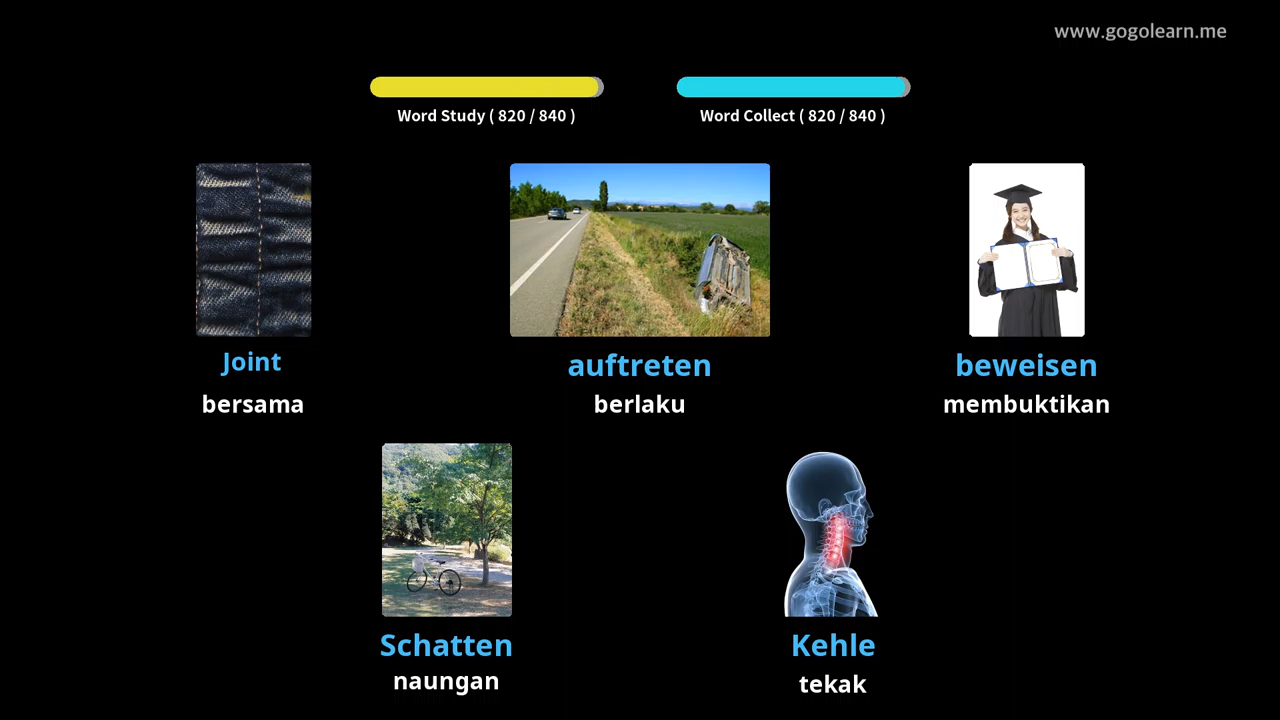 www.gogolearn.me
Word Study ( 820 / 840 )
Word Collect ( 820 / 840 )
Joint
auftreten
beweisen
bersama
berlaku
membuktikan
Schatten
Kehle
naungan
tekak